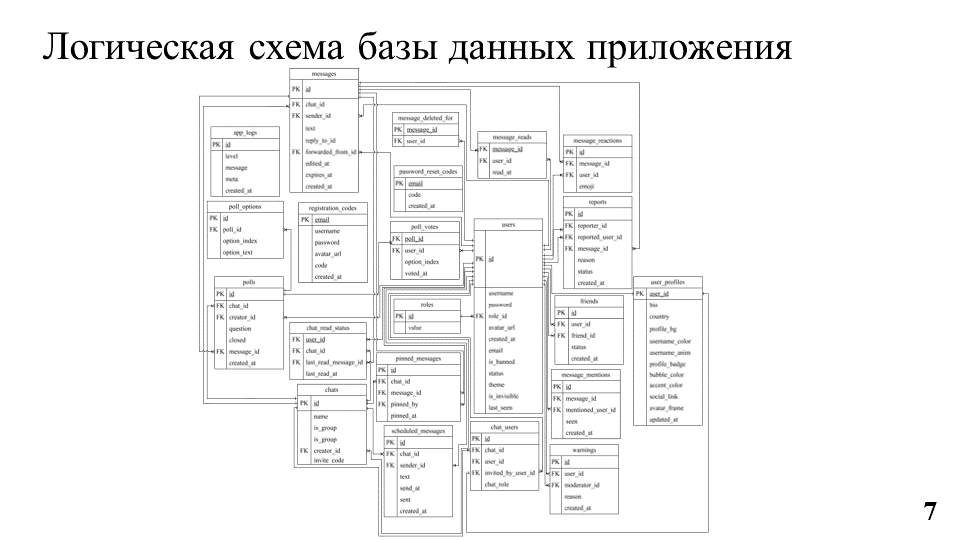 Логическая схема базы данных приложения
messages
PK id
FK chat_id
FK sender_id
text
reply_to_id
FK forwarded_from_id
edited_at
expires_at
created_at
app_logs
PK id
level
message
meta
created_at
message_deleted_for
PK message_id
FK user_id
message_reads
FK message_id
FK user_id
read_at
message_reactions
PK id
FK message_id
FK user_id
emoji
password_reset_codes
PK email
code
created_at
poll_options
PK id
FK poll_id
option_index
option_text
registration_codes
PK email
username
password
avatar_url
code
created_at
poll_votes
FK poll_id
FK user_id
option_index
voted_at
users
PK id
username
password
FK role_id
avatar_url
created_at
email
is_banned
status
theme
is_invisible
last_seen
reports
PK id
FK reporter_id
FK reported_user_id
FK message_id
reason
status
created_at
polls
PK id
FK chat_id
FK creator_id
question
closed
FK message_id
created_at
roles
PK id
value
friends
PK id
FK user_id
FK friend_id
status
created_at
user_profiles
PK user_id
bio
country
profile_bg
username_color
username_anim
profile_badge
bubble_color
accent_color
social_link
avatar_frame
updated_at
chat_read_status
FK user_id
FK chat_id
FK last_read_message_id
last_read_at
pinned_messages
PK id
FK chat_id
FK message_id
FK pinned_by
pinned_at
message_mentions
PK id
FK message_id
FK mentioned_user_id
seen
created_at
chats
PK id
name
is_group
is_group
FK creator_id
invite_code
scheduled_messages
PK id
FK chat_id
FK sender_id
text
send_at
sent
created_at
chat_users
PK id
FK chat_id
FK user_id
FK invited_by_user_id
chat_role
warnings
PK id
FK user_id
FK moderator_id
reason
created_at
7